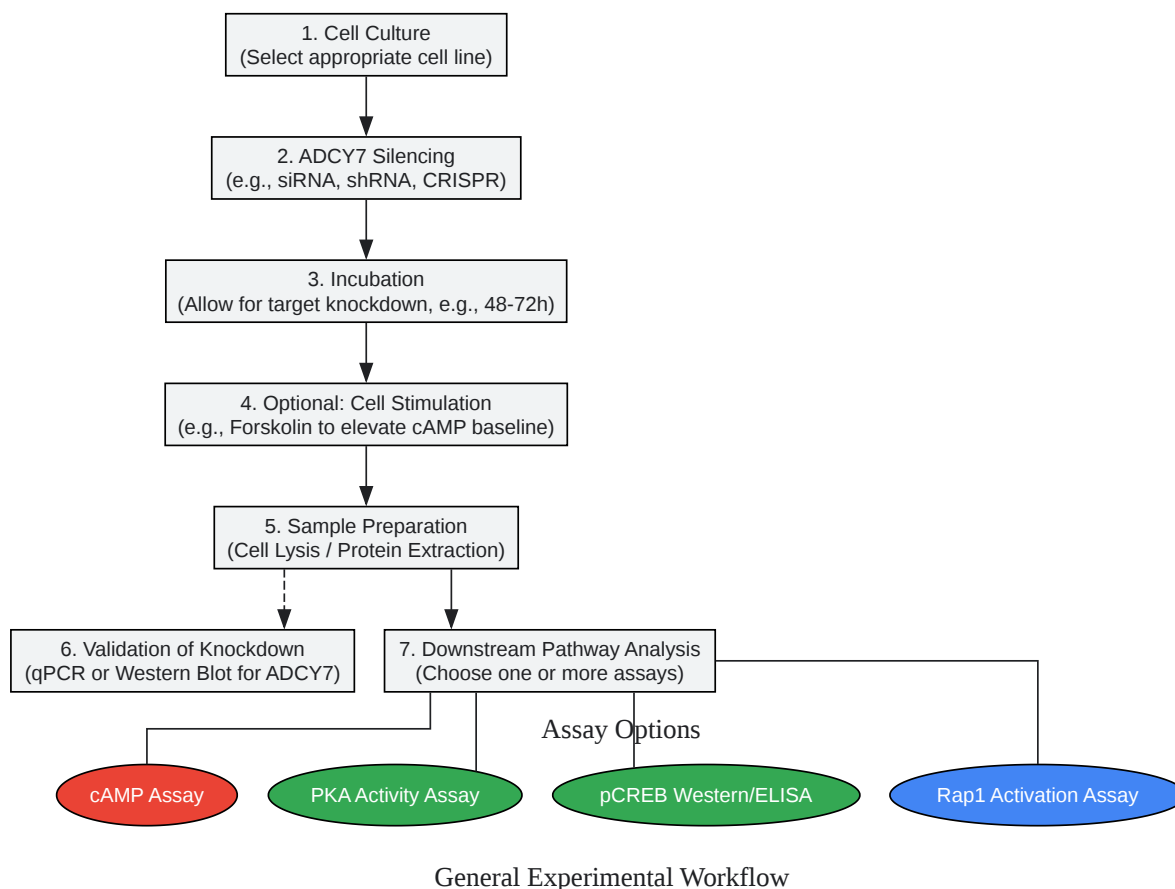 1. Cell Culture
(Select appropriate cell line)
2. ADCY7 Silencing
(e.g., siRNA, shRNA, CRISPR)
3. Incubation
(Allow for target knockdown, e.g., 48-72h)
4. Optional: Cell Stimulation
(e.g., Forskolin to elevate cAMP baseline)
5. Sample Preparation
(Cell Lysis / Protein Extraction)
6. Validation of Knockdown
(qPCR or Western Blot for ADCY7)
7. Downstream Pathway Analysis
(Choose one or more assays)
Assay Options
cAMP Assay
PKA Activity Assay
pCREB Western/ELISA
Rap1 Activation Assay
General Experimental Workflow